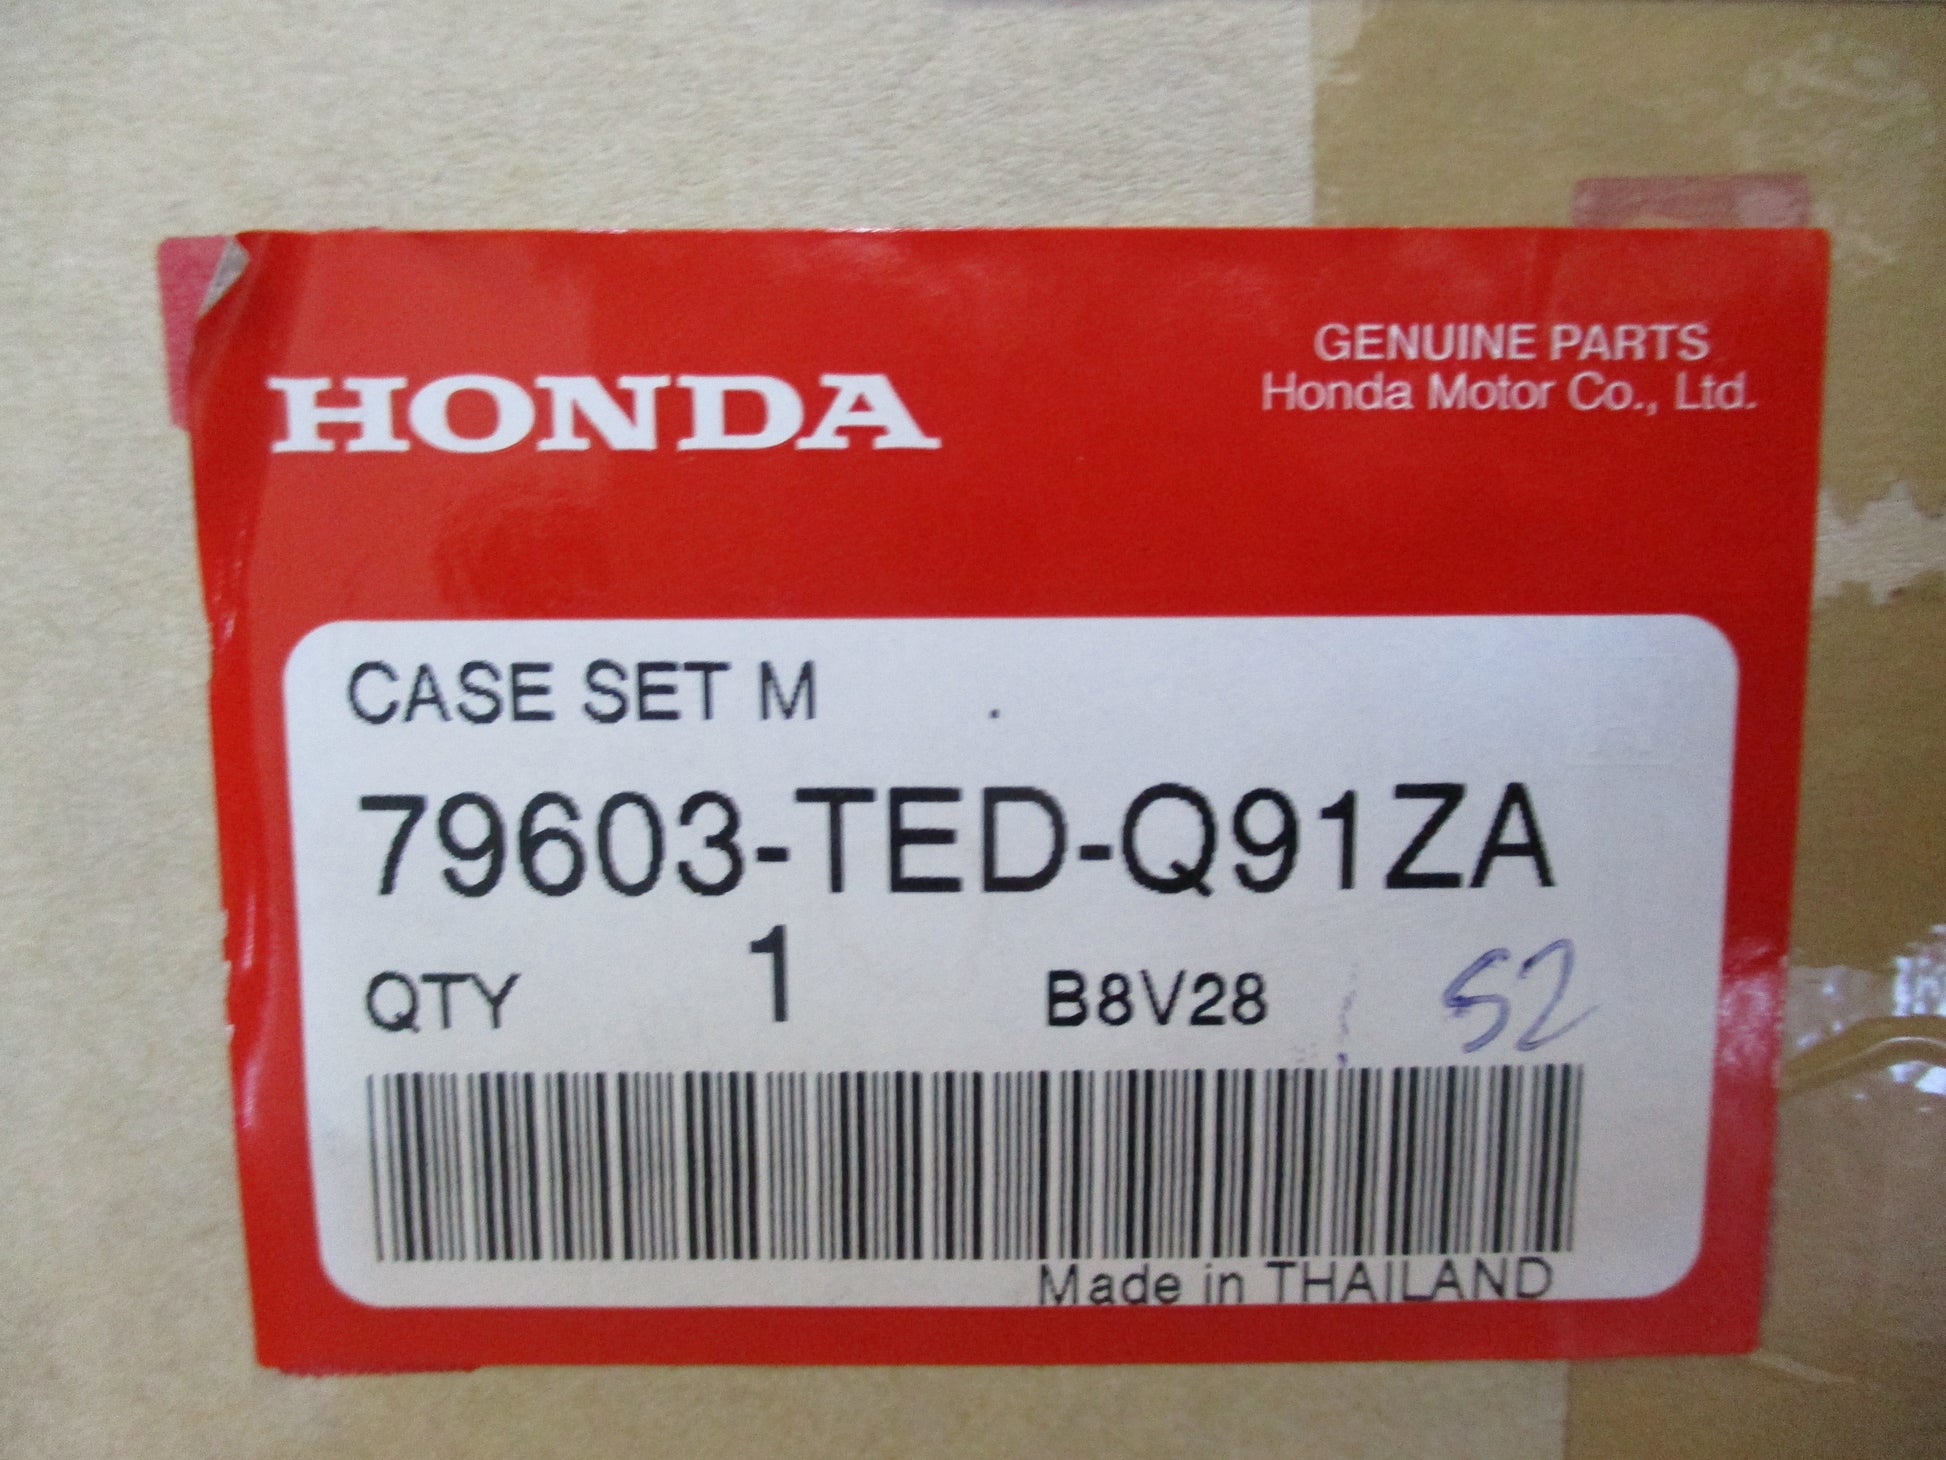 HONDA
GENUINE PARTS
Honda Motor Co., Ltd.
CASE SET M
79603-TED-Q91ZA
QTY 1 B8V28 52
Made in THAILAND